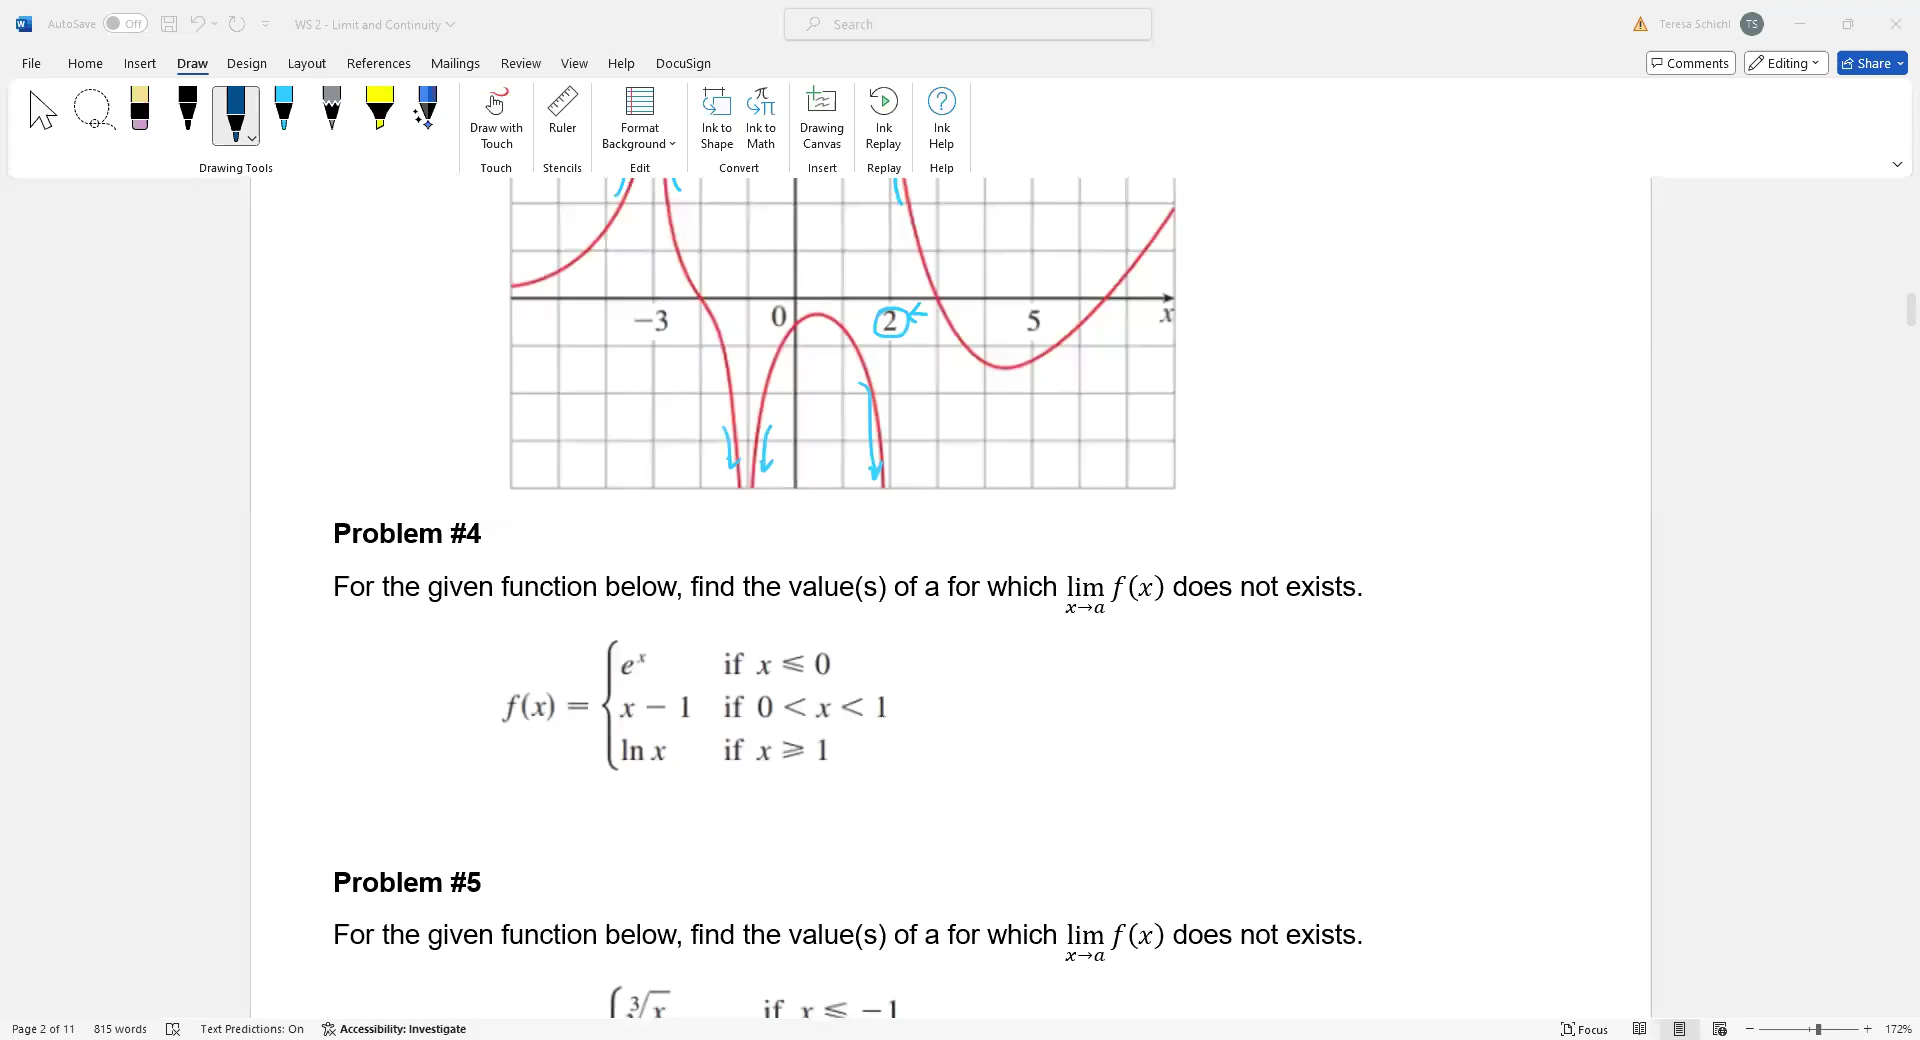 AutoSave Off WS 2 - Limit and Continuity Search Teresa Schichl TS
File Home Insert Draw Design Layout References Mailings Review View Help DocuSign Comments Editing Share
Draw with Touch
Ruler
Format Background
Ink to Shape
Ink to Math
Drawing Canvas
Ink Replay
Ink Help
Drawing Tools Touch Stencils Edit Convert Insert Replay Help
−3 0 2 5 x
Problem #4
For the given function below, find the value(s) of a for which lim x→a f(x) does not exists.
e^x if x ⩽ 0
f(x) = { x − 1 if 0 < x < 1
ln x if x ⩾ 1
Problem #5
For the given function below, find the value(s) of a for which lim x→a f(x) does not exists.
∛x if x ⩽ −1
Page 2 of 11 815 words Text Predictions: On Accessibility: Investigate Focus 172%